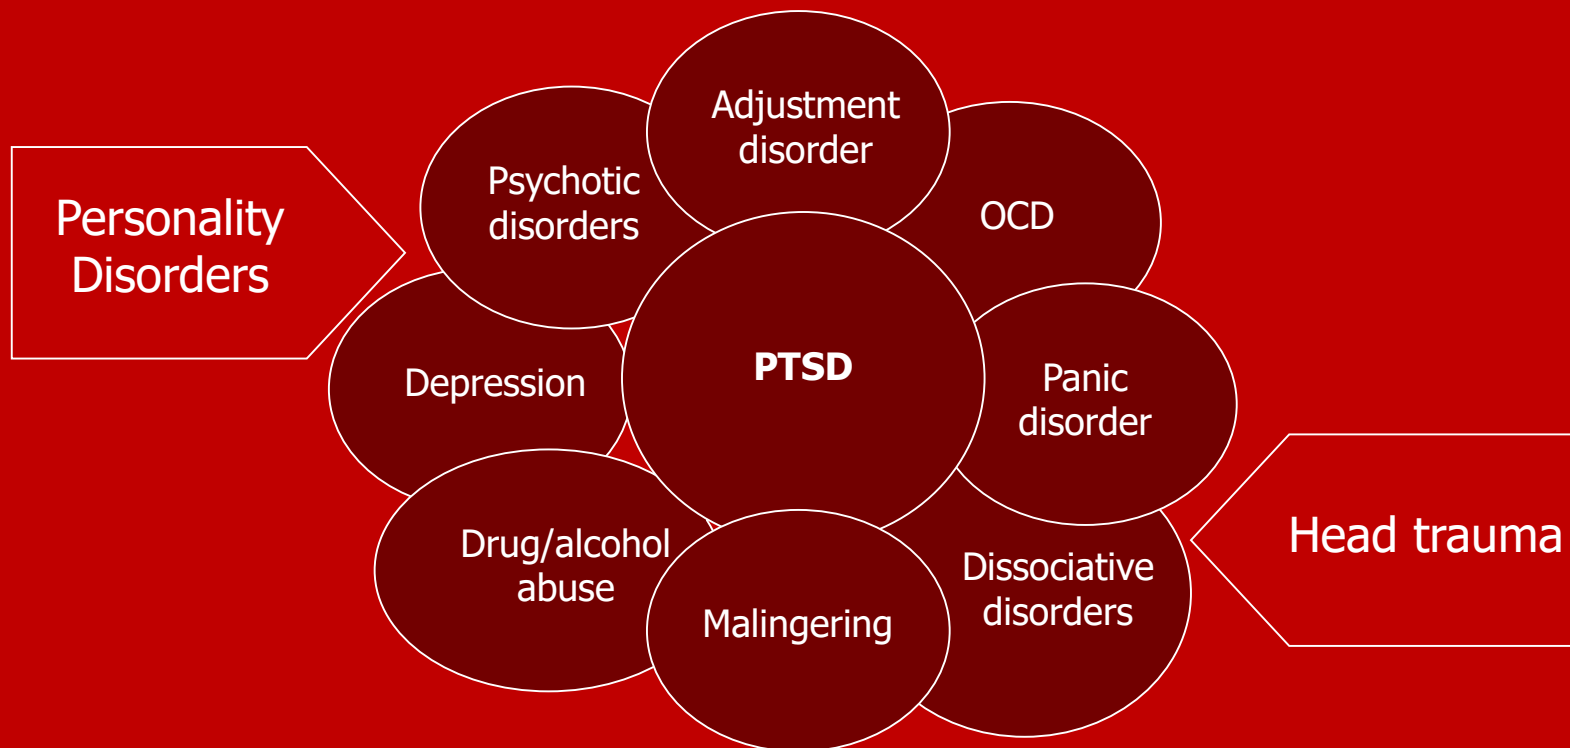 Adjustment
disorder
Psychotic
disorders
OCD
Personality
Disorders
Depression
PTSD
Panic
disorder
Drug/alcohol
abuse
Malingering
Dissociative
disorders
Head trauma